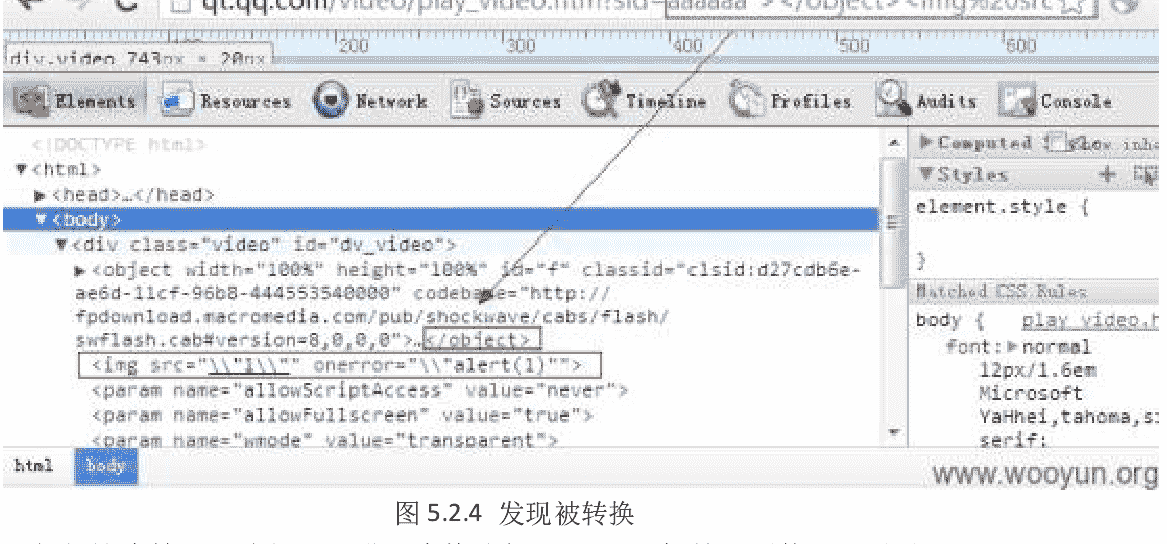 qt.qq.com/video/play_video.htm?sid=aaaaaa"></object><img%20src
200 300 400 500 600
div.video 743px × 20px
Elements Resources Network Sources Timeline Profiles Audits Console
<!DOCTYPE html>
▶Computed Show inh
▼<html>
▼Styles
▶<head>…</head>
element.style {
▼<body>
▼<div class="video" id="dv_video">
}
▶<object width="100%" height="100%" id="f" classid="clsid:d27cdb6e-
ae6d-11cf-96b8-444553540000" codebase="http://
Matched CSS Rules
fpdownload.macromedia.com/pub/shockwave/cabs/flash/
body { play_video.h
swflash.cab#version=8,0,0,0">…</object>
font:▶normal
<img src="\\"1\\"" onerror="\\"alert(1)"">
12px/1.6em
<param name="allowScriptAccess" value="never">
Microsoft
<param name="allowFullscreen" value="true">
YaHhei,tahoma,s
<param name="wmode" value="transparent">
serif;
html body
www.wooyun.org
图 5.2.4 发现被转换